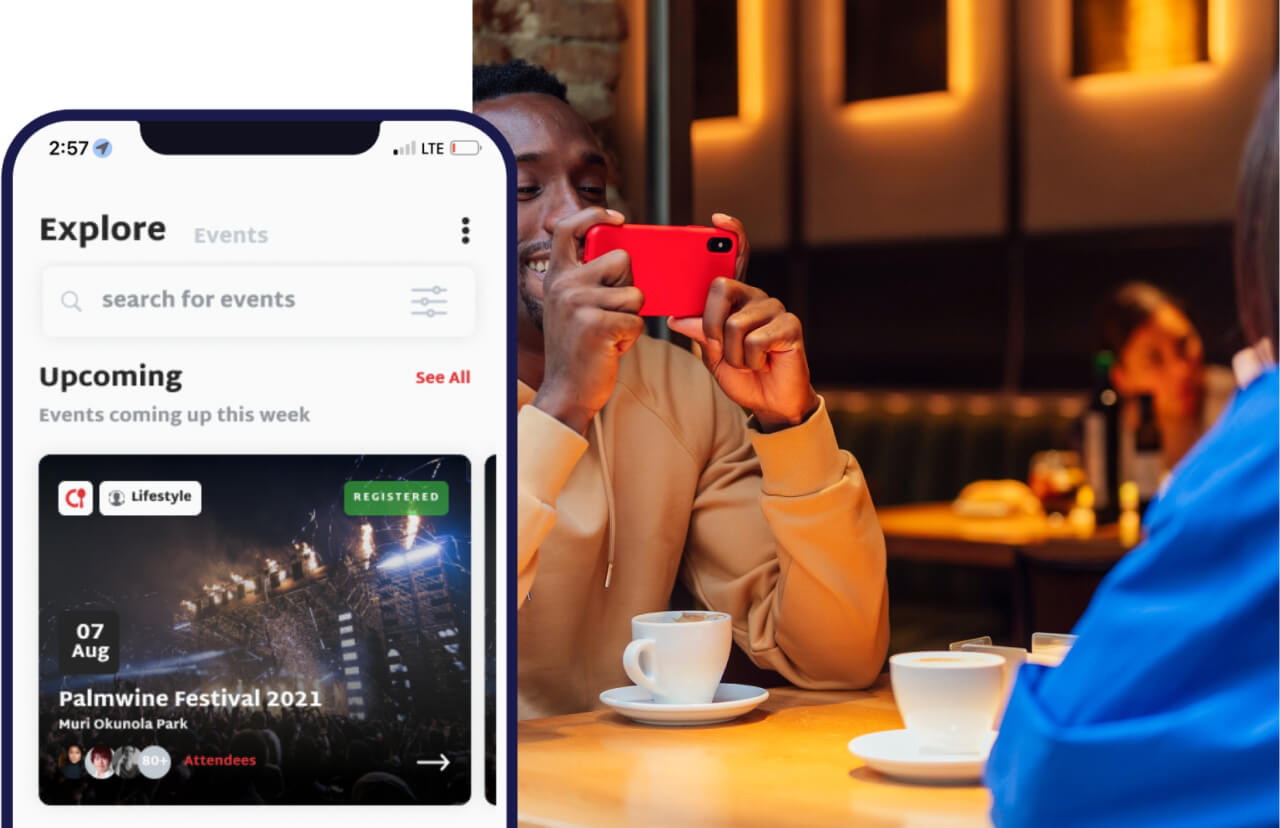 2:57
LTE
Explore Events
search for events
Upcoming See All
Events coming up this week
Lifestyle REGISTERED
07
Aug
Palmwine Festival 2021
Muri Okunola Park
80+ Attendees